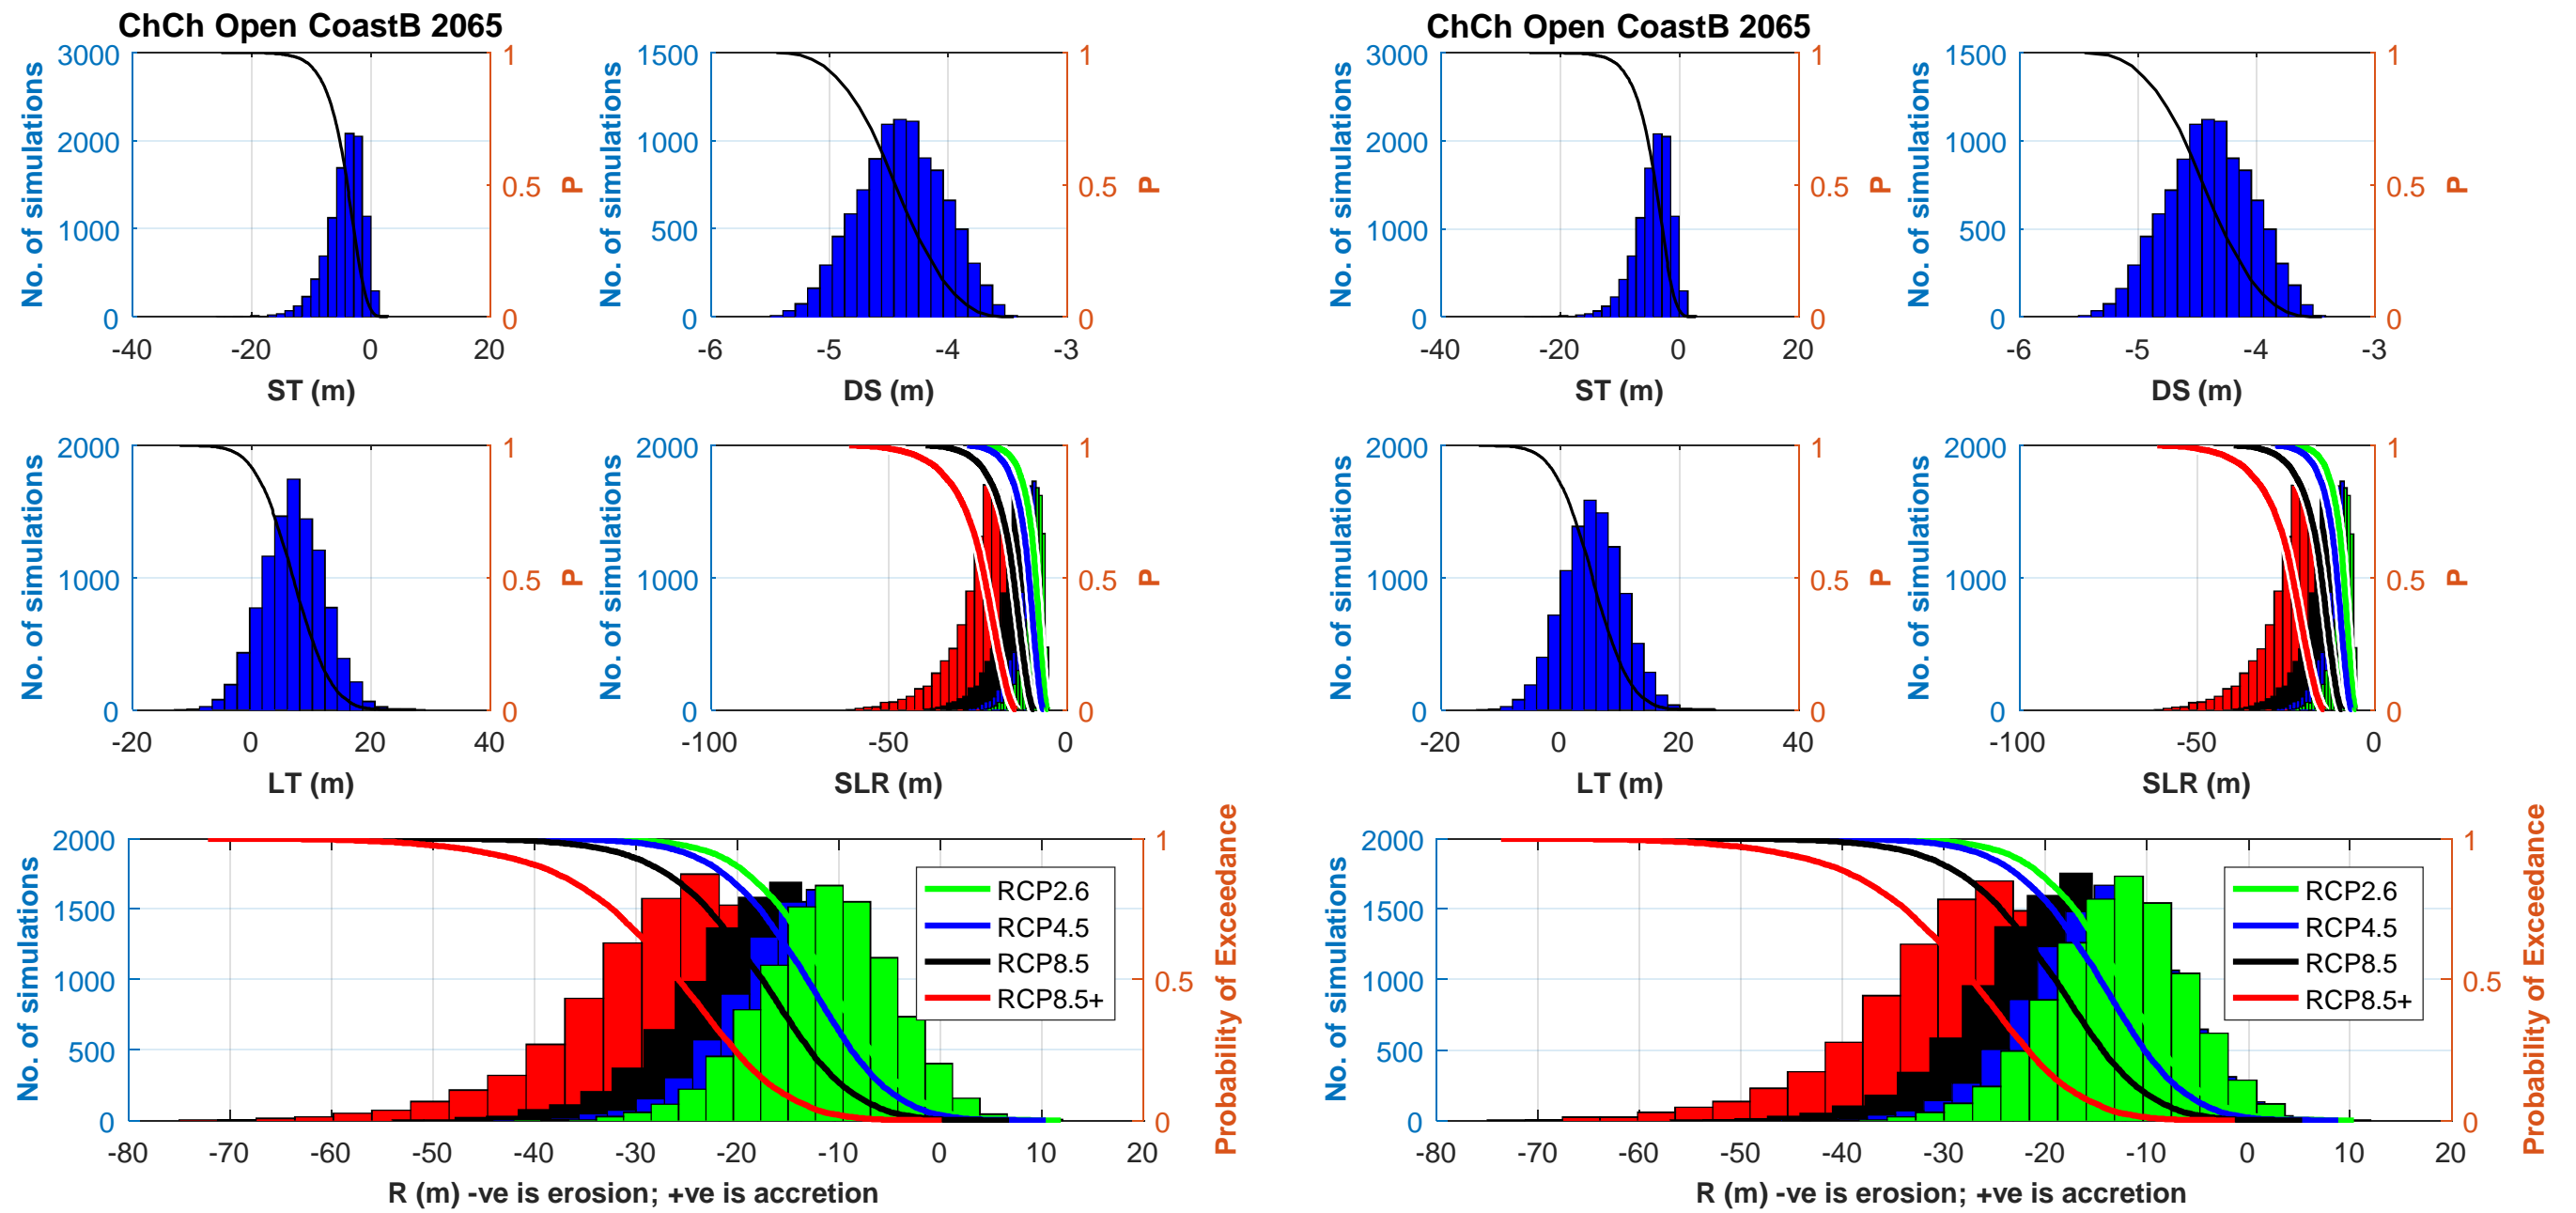 ChCh Open CoastB 2065
No. of simulations
3000
2000
1000
0
-40 -20 0 20
ST (m)
1
0.5
0
P
No. of simulations
1500
1000
500
0
-6 -5 -4 -3
DS (m)
1
0.5
0
P
No. of simulations
2000
1000
0
-20 0 20 40
LT (m)
1
0.5
0
P
No. of simulations
2000
1000
0
-100 -50 0
SLR (m)
1
0.5
0
P
No. of simulations
2000
1500
1000
500
0
-80 -70 -60 -50 -40 -30 -20 -10 0 10 20
R (m) -ve is erosion; +ve is accretion
RCP2.6
RCP4.5
RCP8.5
RCP8.5+
1
0.5
0
Probability of Exceedance
ChCh Open CoastB 2065
No. of simulations
3000
2000
1000
0
-40 -20 0 20
ST (m)
1
0.5
0
P
No. of simulations
1500
1000
500
0
-6 -5 -4 -3
DS (m)
1
0.5
0
P
No. of simulations
2000
1000
0
-20 0 20 40
LT (m)
1
0.5
0
P
No. of simulations
2000
1000
0
-100 -50 0
SLR (m)
1
0.5
0
P
No. of simulations
2000
1500
1000
500
0
-80 -70 -60 -50 -40 -30 -20 -10 0 10 20
R (m) -ve is erosion; +ve is accretion
RCP2.6
RCP4.5
RCP8.5
RCP8.5+
1
0.5
0
Probability of Exceedance